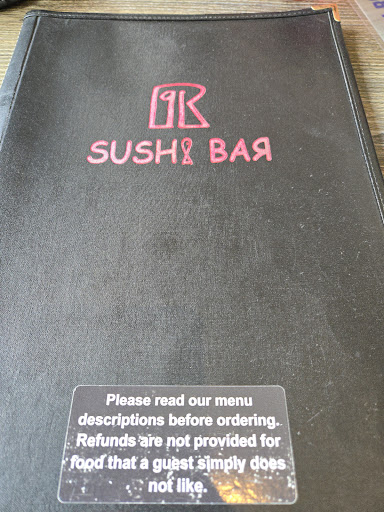 SUSHI BAR
Please read our menu
descriptions before ordering.
Refunds are not provided for
food that a guest simply does
not like.